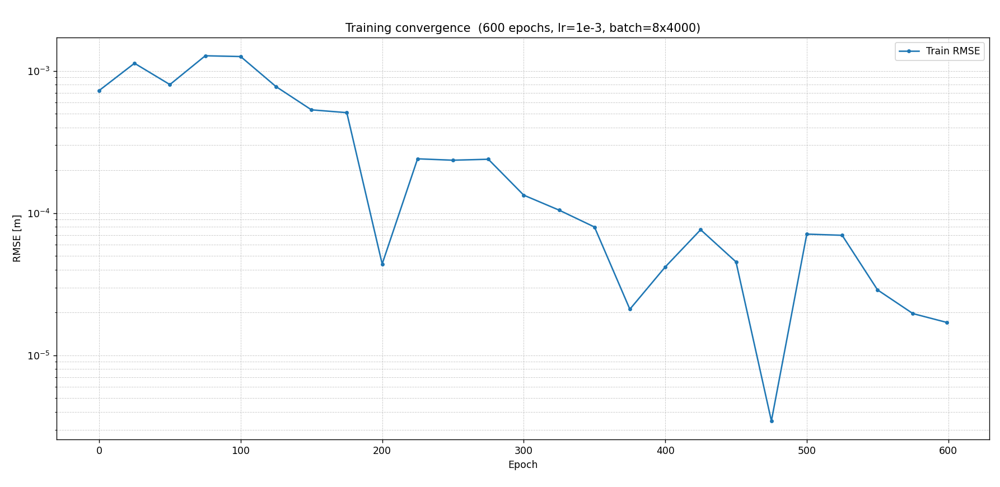 Training convergence  (600 epochs, lr=1e-3, batch=8x4000)
Train RMSE
10⁻³
10⁻⁴
10⁻⁵
RMSE [m]
0 100 200 300 400 500 600
Epoch